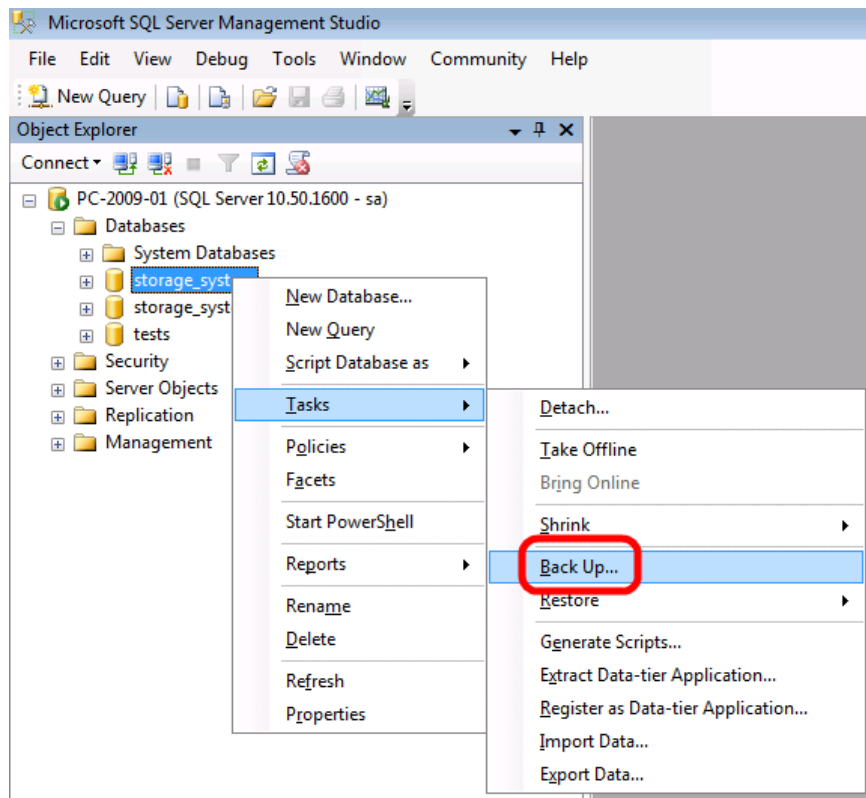 Microsoft SQL Server Management Studio
File Edit View Debug Tools Window Community Help
New Query
Object Explorer
Connect
PC-2009-01 (SQL Server 10.50.1600 - sa)
Databases
System Databases
storage_syst
storage_syst
tests
Security
Server Objects
Replication
Management
New Database...
New Query
Script Database as
Tasks
Policies
Facets
Start PowerShell
Reports
Rename
Delete
Refresh
Properties
Detach...
Take Offline
Bring Online
Shrink
Back Up...
Restore
Generate Scripts...
Extract Data-tier Application...
Register as Data-tier Application...
Import Data...
Export Data...